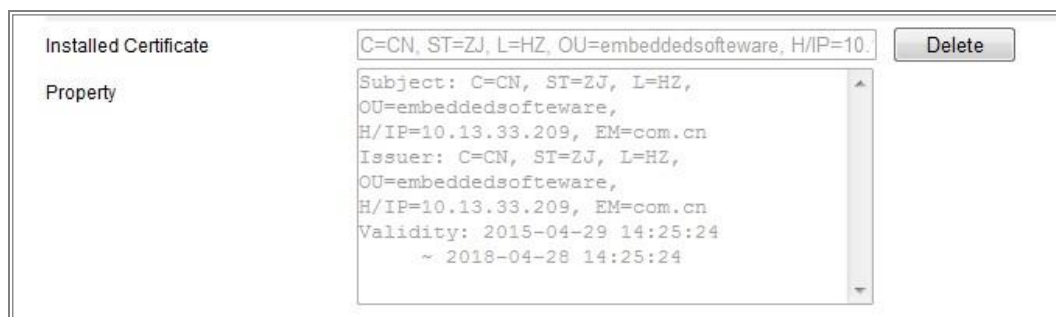 Installed Certificate
C=CN, ST=ZJ, L=HZ, OU=embeddedsofteware, H/IP=10.
Delete
Property
Subject: C=CN, ST=ZJ, L=HZ,
OU=embeddedsofteware,
H/IP=10.13.33.209, EM=com.cn
Issuer: C=CN, ST=ZJ, L=HZ,
OU=embeddedsofteware,
H/IP=10.13.33.209, EM=com.cn
Validity: 2015-04-29 14:25:24
~ 2018-04-28 14:25:24